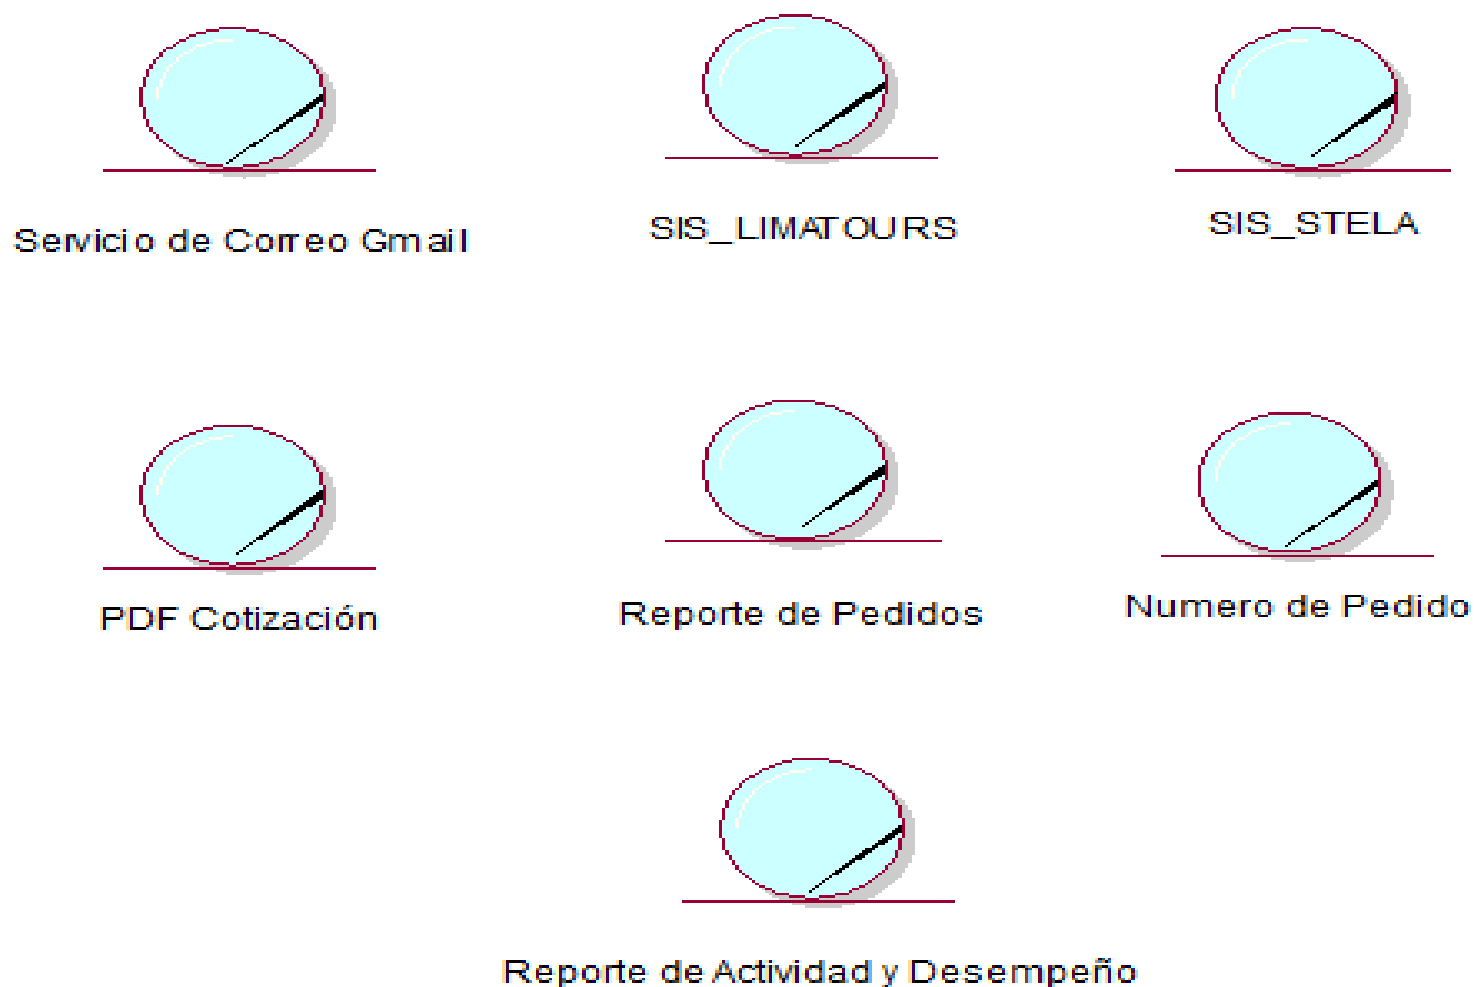 Servicio de Correo Gmail
SIS_LIMATOURS
SIS_STELA
PDF Cotización
Reporte de Pedidos
Numero de Pedido
Reporte de Actividad y Desempeño